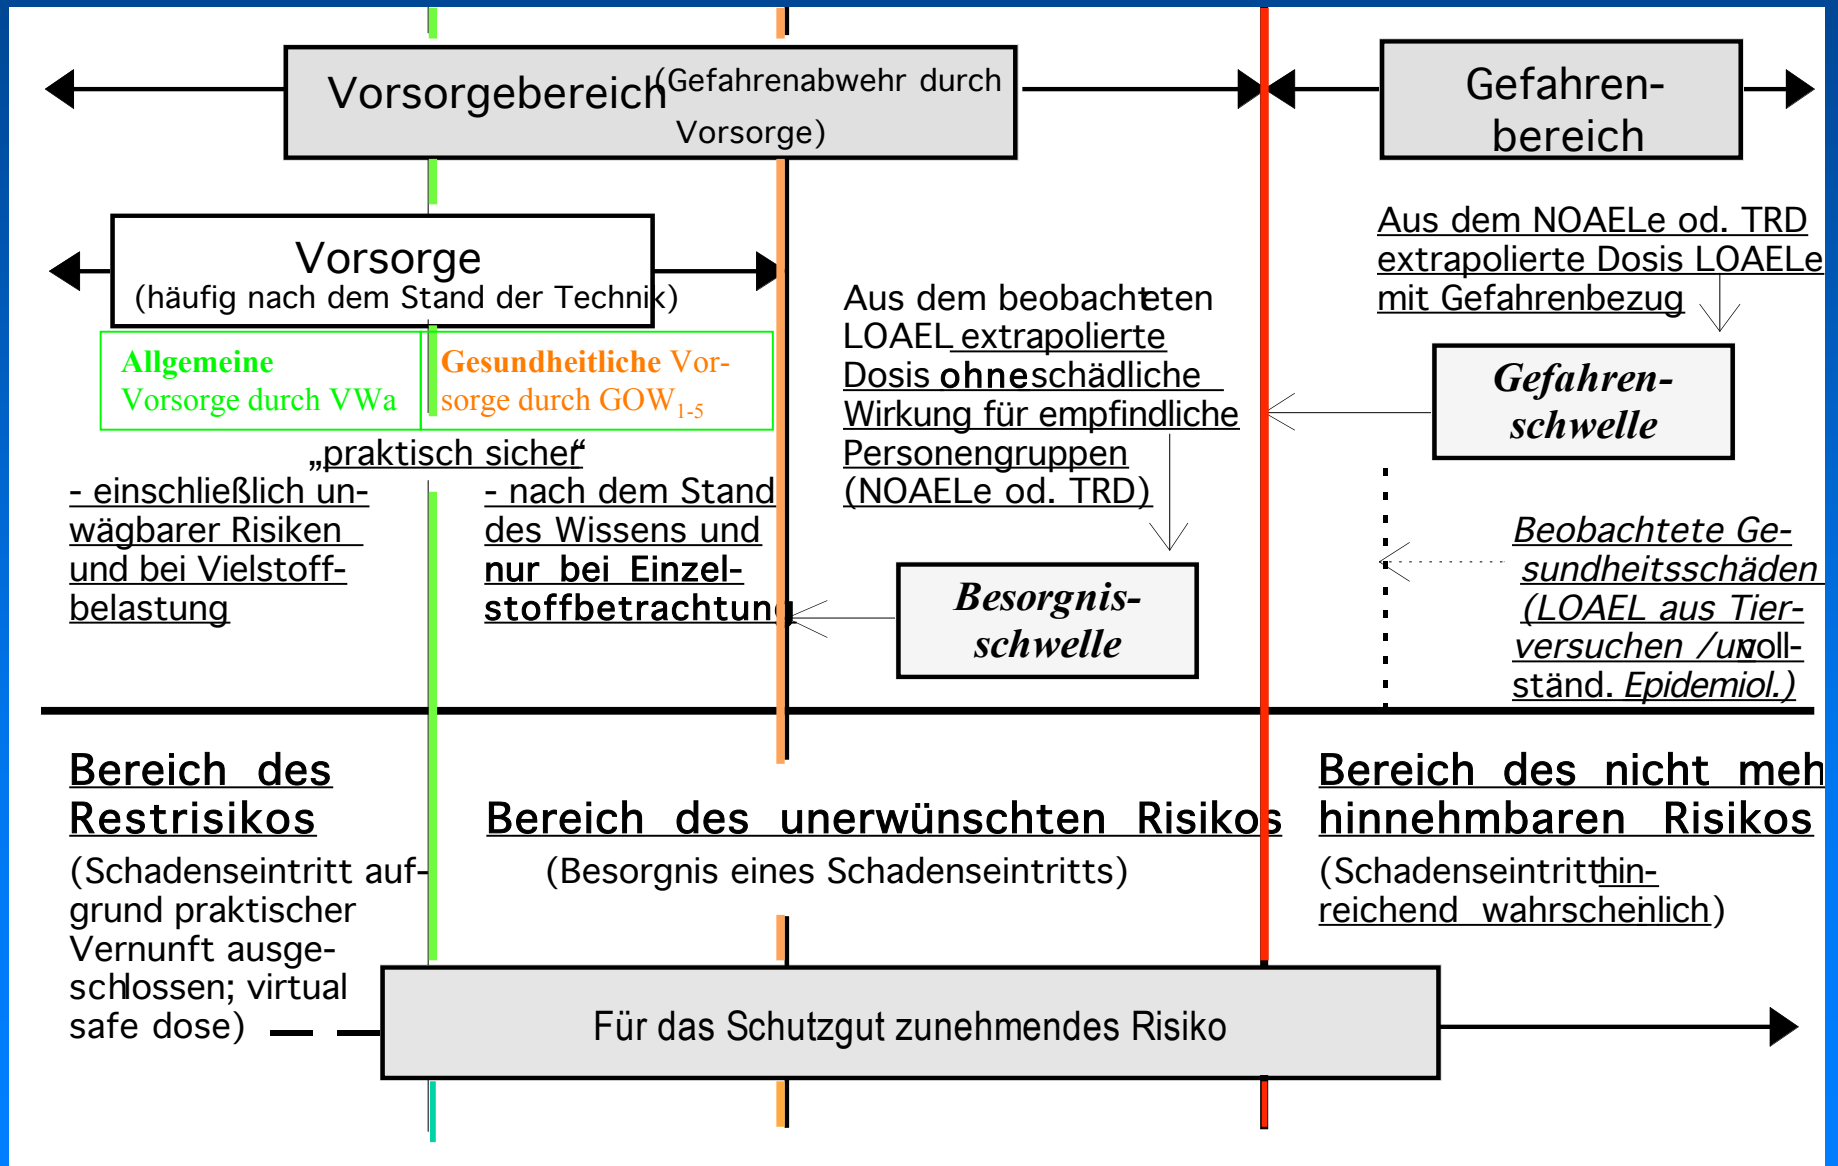 Vorsorgebereich (Gefahrenabwehr durch
Vorsorge)
Gefahren-
bereich
Vorsorge
(häufig nach dem Stand der Technik)
Allgemeine
Vorsorge durch VWa
Gesundheitliche Vor-
sorge durch GOW1-5
„praktisch sicher“
- einschließlich un-
wägbarer Risiken
und bei Vielstoff-
belastung
- nach dem Stand
des Wissens und
nur bei Einzel-
stoffbetrachtung
Aus dem beobachteten
LOAEL extrapolierte
Dosis ohne schädliche
Wirkung für empfindliche
Personengruppen
(NOAELe od. TRD)
Besorgnis-
schwelle
Aus dem NOAELe od. TRD
extrapolierte Dosis LOAELe
mit Gefahrenbezug
Gefahren-
schwelle
Beobachtete Ge-
sundheitsschäden
(LOAEL aus Tier-
versuchen /unvoll-
ständ. Epidemiol.)
Bereich des
Restrisikos
(Schadenseintritt auf-
grund praktischer
Vernunft ausge-
schlossen; virtual
safe dose)
Bereich des unerwünschten Risikos
(Besorgnis eines Schadenseintritts)
Bereich des nicht meh
hinnehmbaren Risikos
(Schadenseintritt hin-
reichend wahrscheinlich)
Für das Schutzgut zunehmendes Risiko